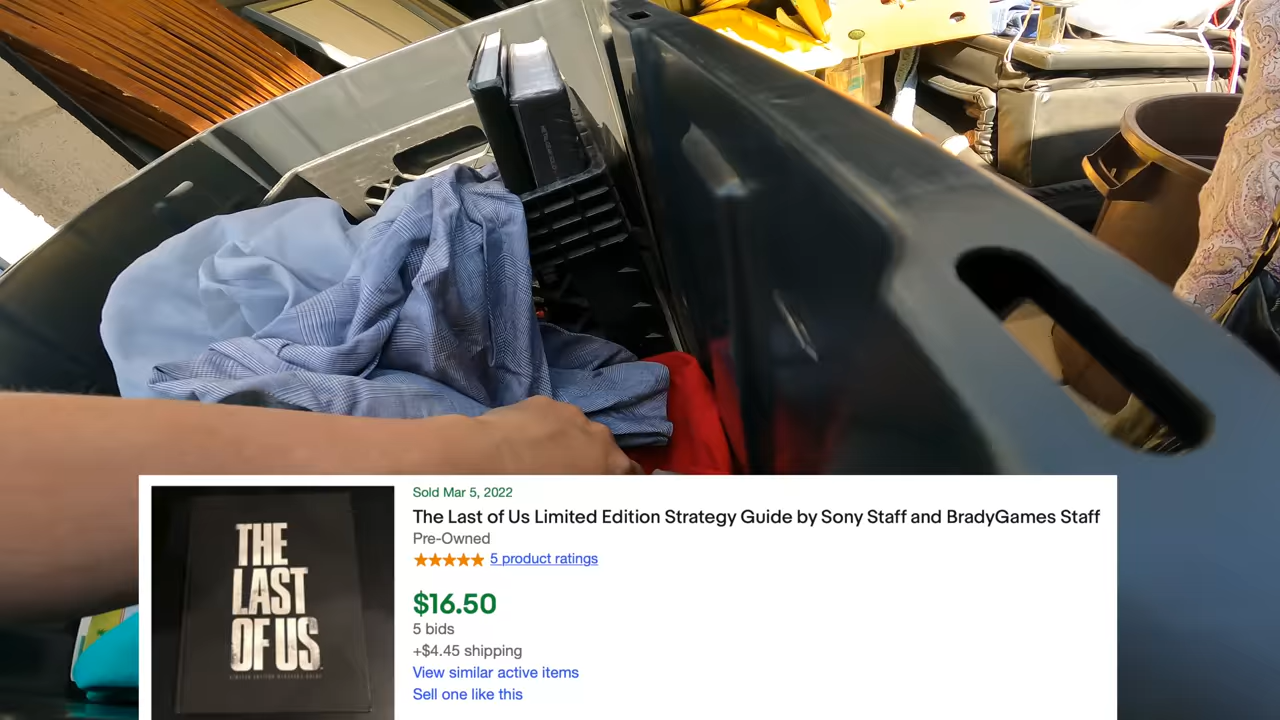 Sold Mar 5, 2022
The Last of Us Limited Edition Strategy Guide by Sony Staff and BradyGames Staff
Pre-Owned
5 product ratings
$16.50
5 bids
+$4.45 shipping
View similar active items
Sell one like this
THE
LAST
OF US